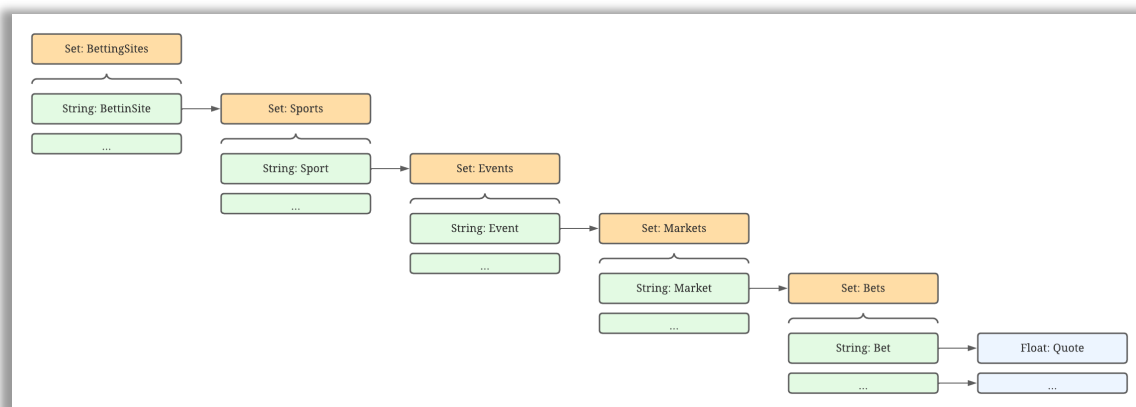 Set: BettingSites
String: BettinSite
Set: Sports
...
String: Sport
Set: Events
...
String: Event
Set: Markets
...
String: Market
Set: Bets
...
String: Bet
Float: Quote
...
...